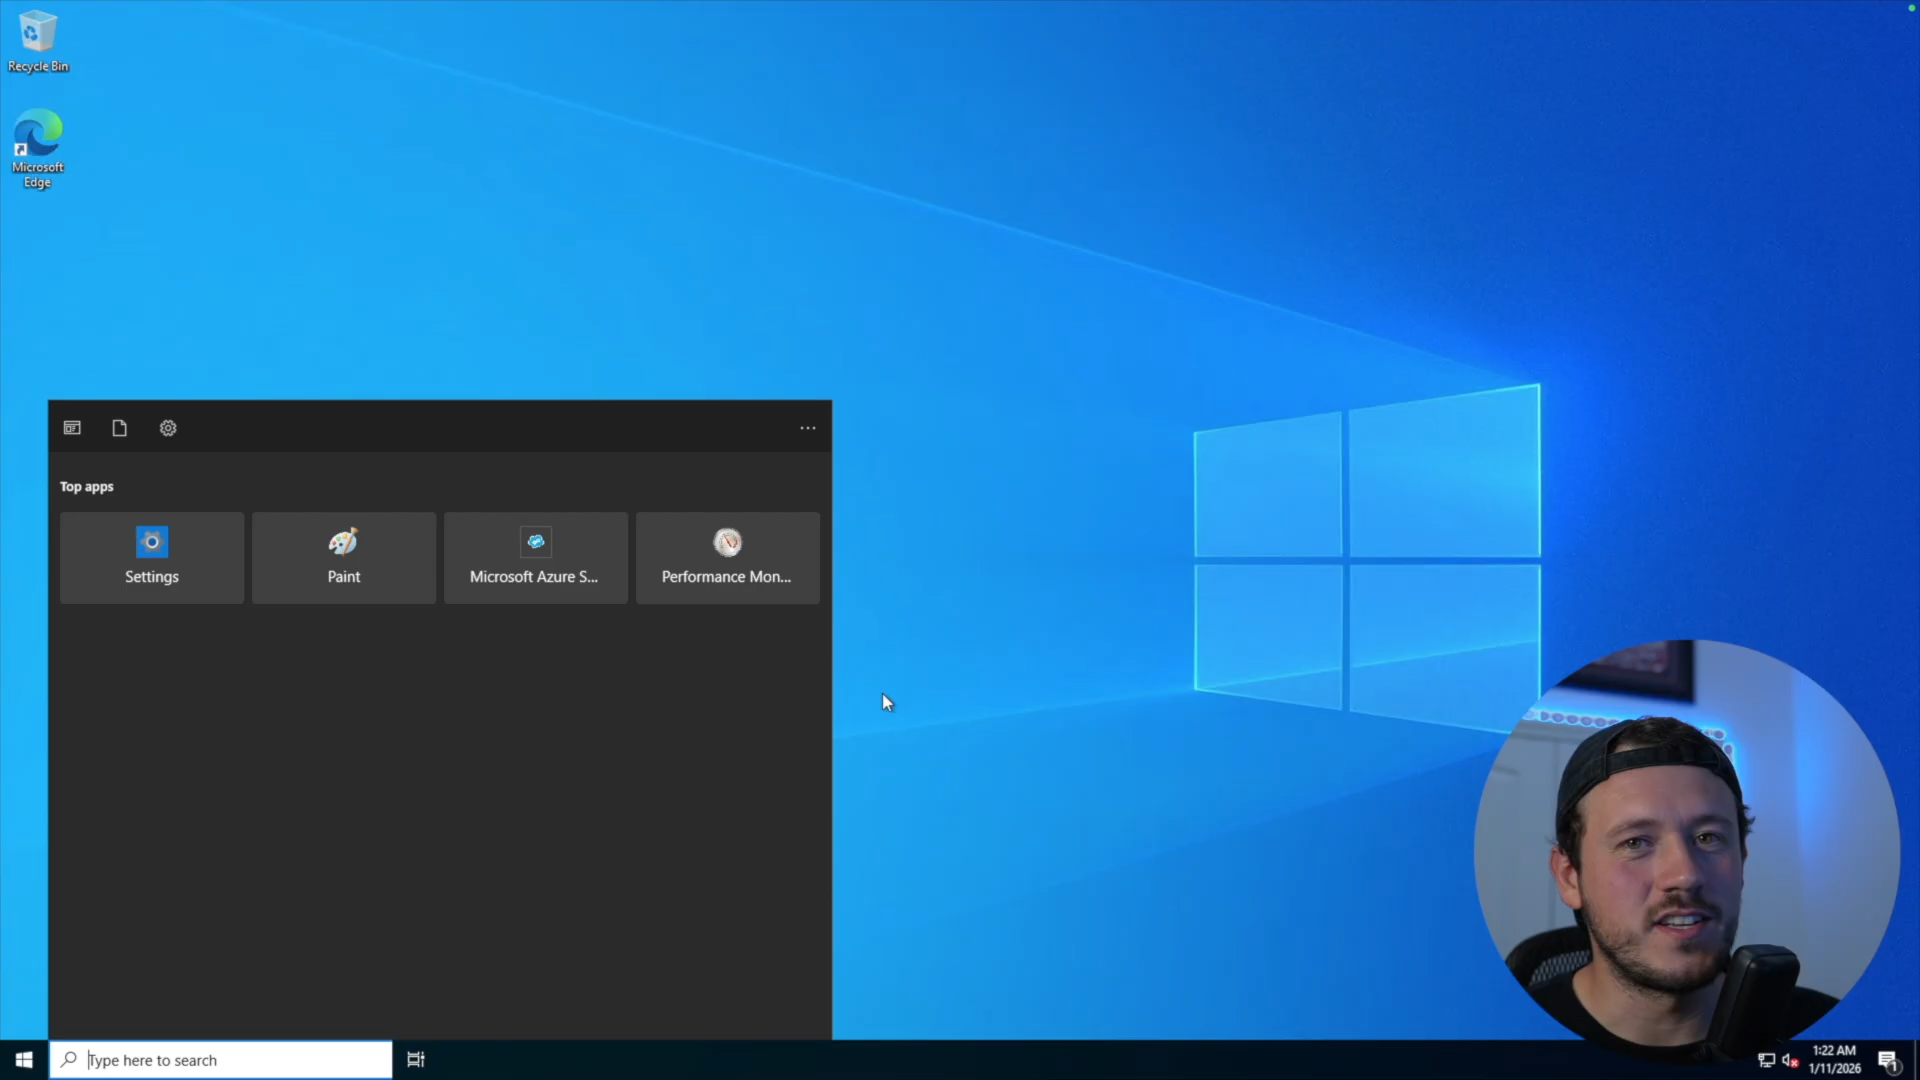 Recycle Bin
Microsoft
Edge
Top apps
Settings
Paint
Microsoft Azure S...
Performance Mon...
Type here to search
1:22 AM
1/11/2026
1